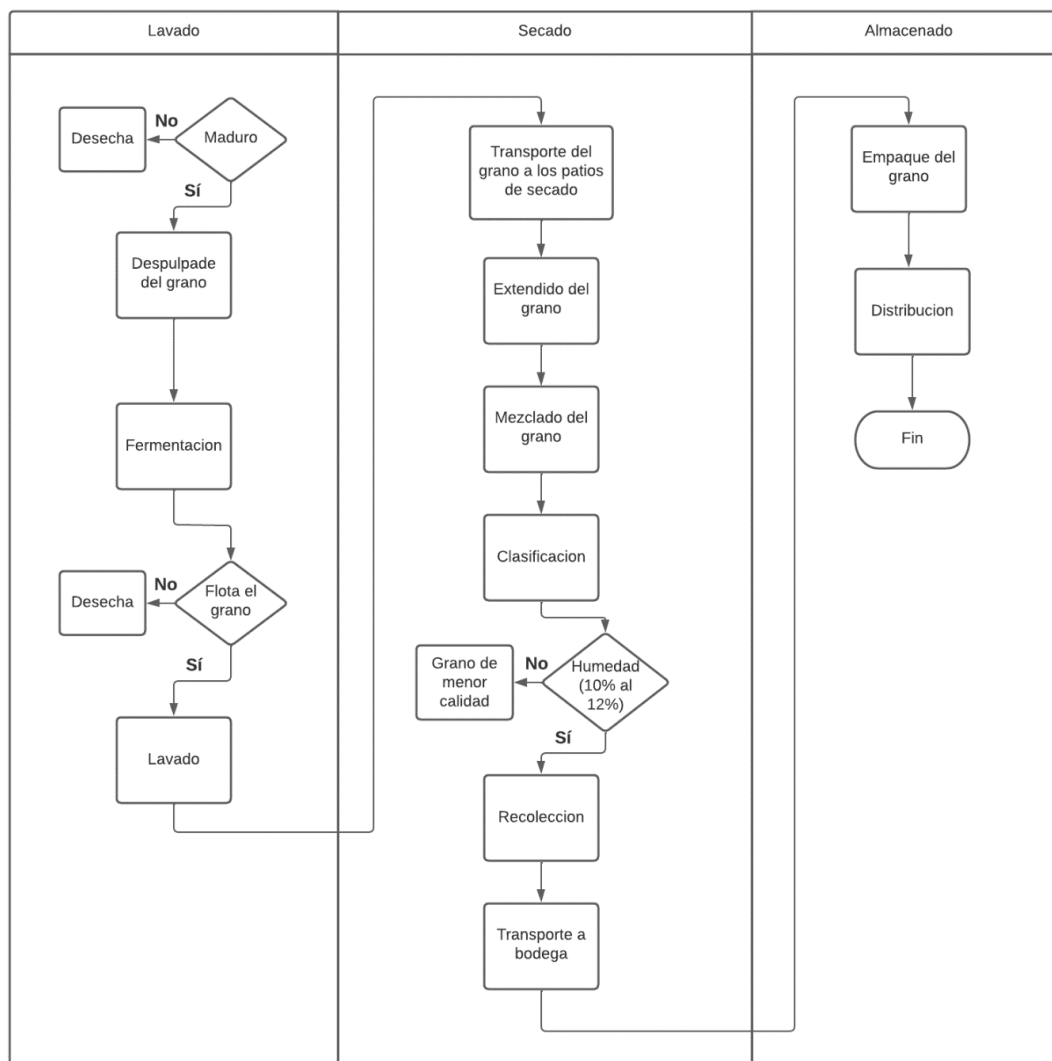 Lavado
Secado
Almacenado
Desecha
No
Maduro
Sí
Despulpade
del grano
Fermentacion
Desecha
No
Flota el
grano
Sí
Lavado
Transporte del
grano a los patios
de secado
Extendido del
grano
Mezclado del
grano
Clasificacion
Grano de
menor
calidad
No
Humedad
(10% al
12%)
Sí
Recoleccion
Transporte a
bodega
Empaque del
grano
Distribucion
Fin